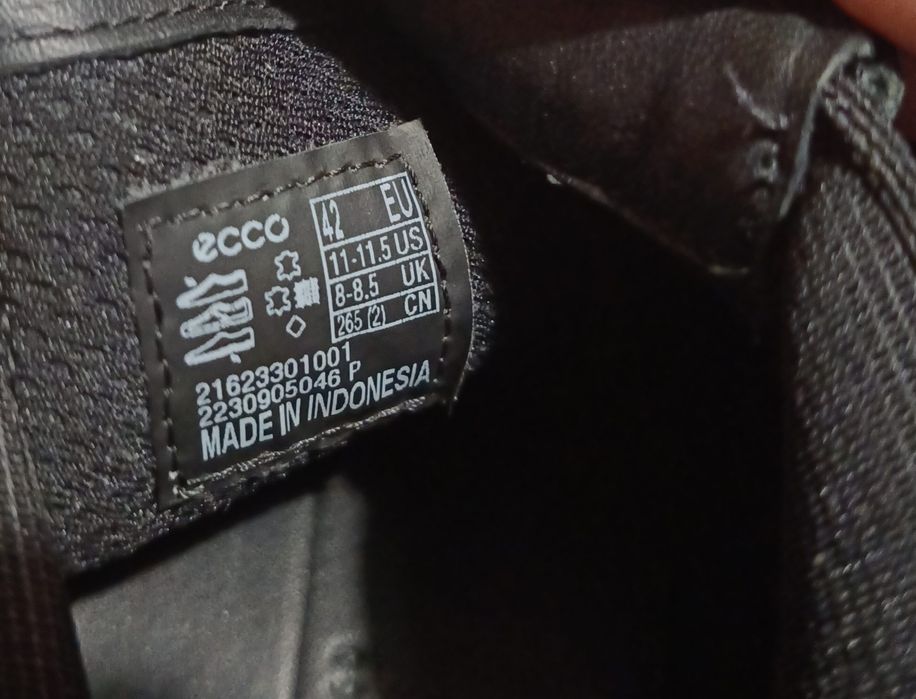 ecco
42 EU
11-11.5 US
8-8.5 UK
265 (2) CN
21623301001
2230905046 P
MADE IN INDONESIA